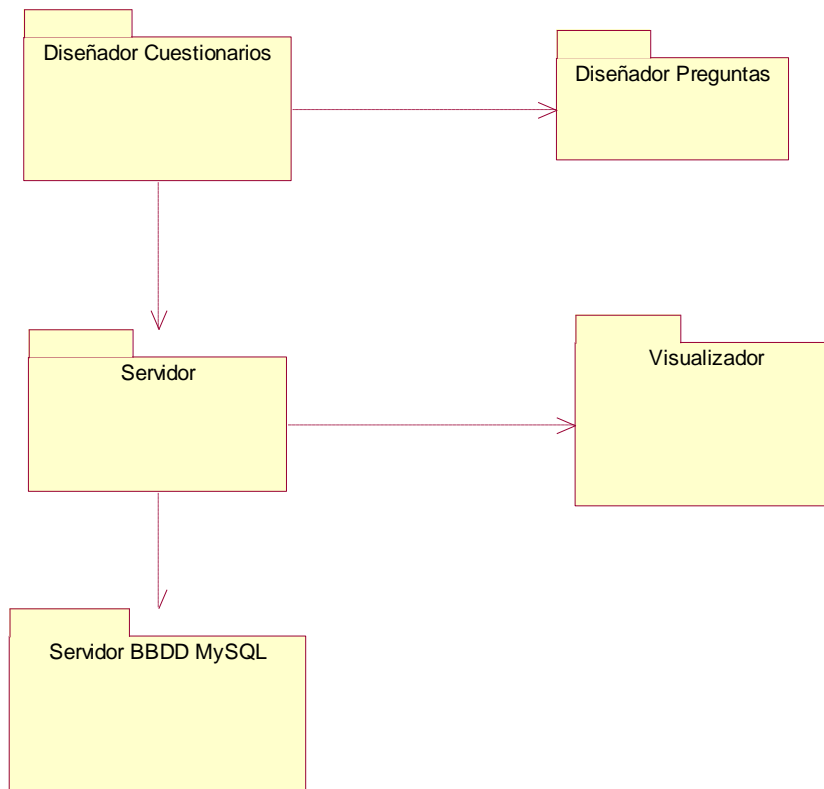 Diseñador Cuestionarios
Diseñador Preguntas
Servidor
Visualizador
Servidor BBDD MySQL